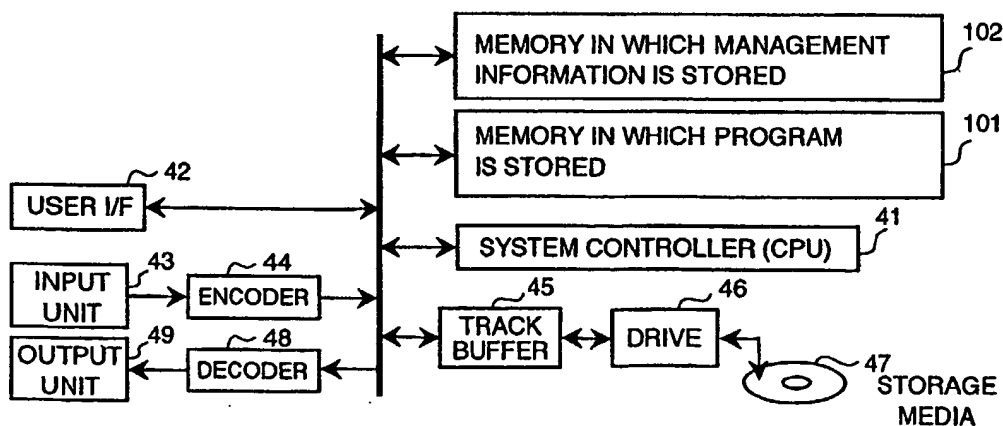 102
MEMORY IN WHICH MANAGEMENT
INFORMATION IS STORED
101
MEMORY IN WHICH PROGRAM
IS STORED
42
USER I/F
41
SYSTEM CONTROLLER (CPU)
43
INPUT
UNIT
44
ENCODER
45
TRACK
BUFFER
46
DRIVE
49
OUTPUT
UNIT
48
DECODER
47
STORAGE
MEDIA